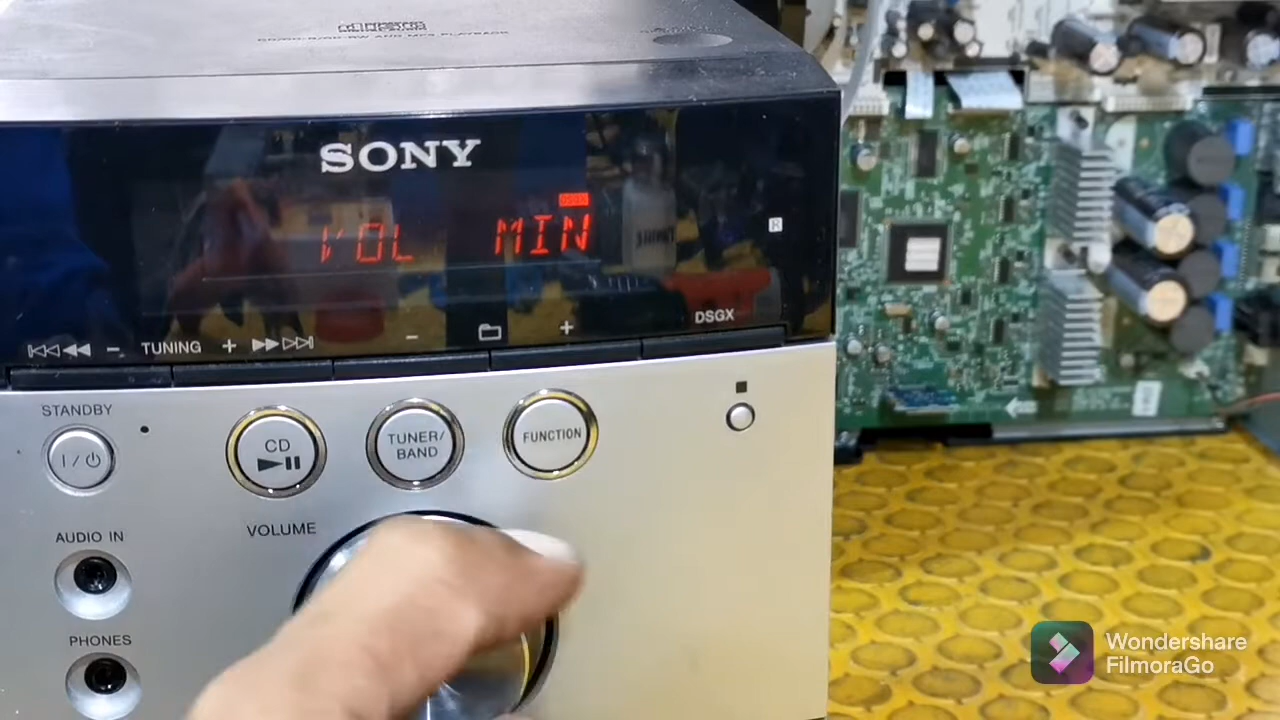 SONY
VOL MIN
TUNING
DSGX
STANDBY
I/⏻
CD
TUNER/
BAND
FUNCTION
AUDIO IN
VOLUME
PHONES
Wondershare
FilmoraGo